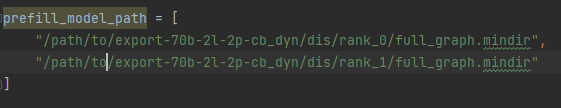 prefill_model_path = [
"/path/to/export-70b-2l-2p-cb_dyn/dis/rank_0/full_graph.mindir",
"/path/to/export-70b-2l-2p-cb_dyn/dis/rank_1/full_graph.mindir"
]